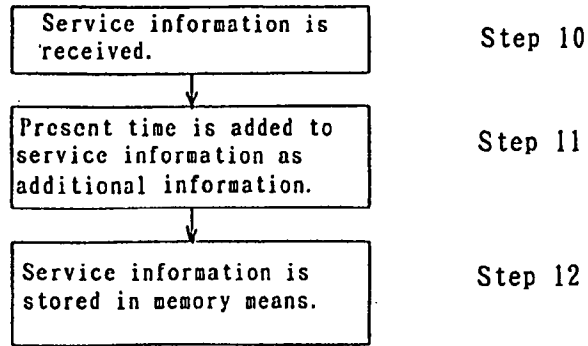 Service information is
received.
Step 10
Present time is added to
service information as
additional information.
Step 11
Service information is
stored in memory means.
Step 12